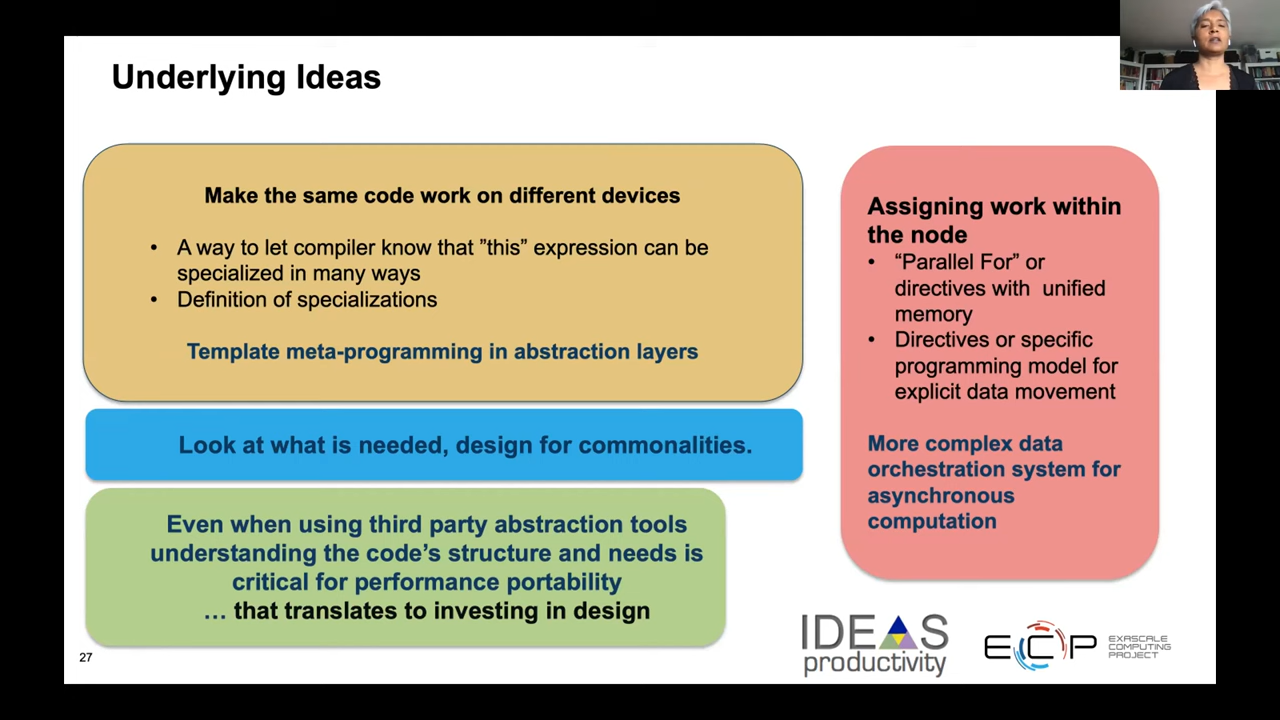 Underlying Ideas
Make the same code work on different devices
• A way to let compiler know that ”this” expression can be
specialized in many ways
• Definition of specializations
Template meta-programming in abstraction layers
Look at what is needed, design for commonalities.
Even when using third party abstraction tools
understanding the code’s structure and needs is
critical for performance portability
… that translates to investing in design
Assigning work within
the node
• “Parallel For” or
directives with unified
memory
• Directives or specific
programming model for
explicit data movement
More complex data
orchestration system for
asynchronous
computation
27
IDEAS
productivity
ECP
EXASCALE
COMPUTING
PROJECT